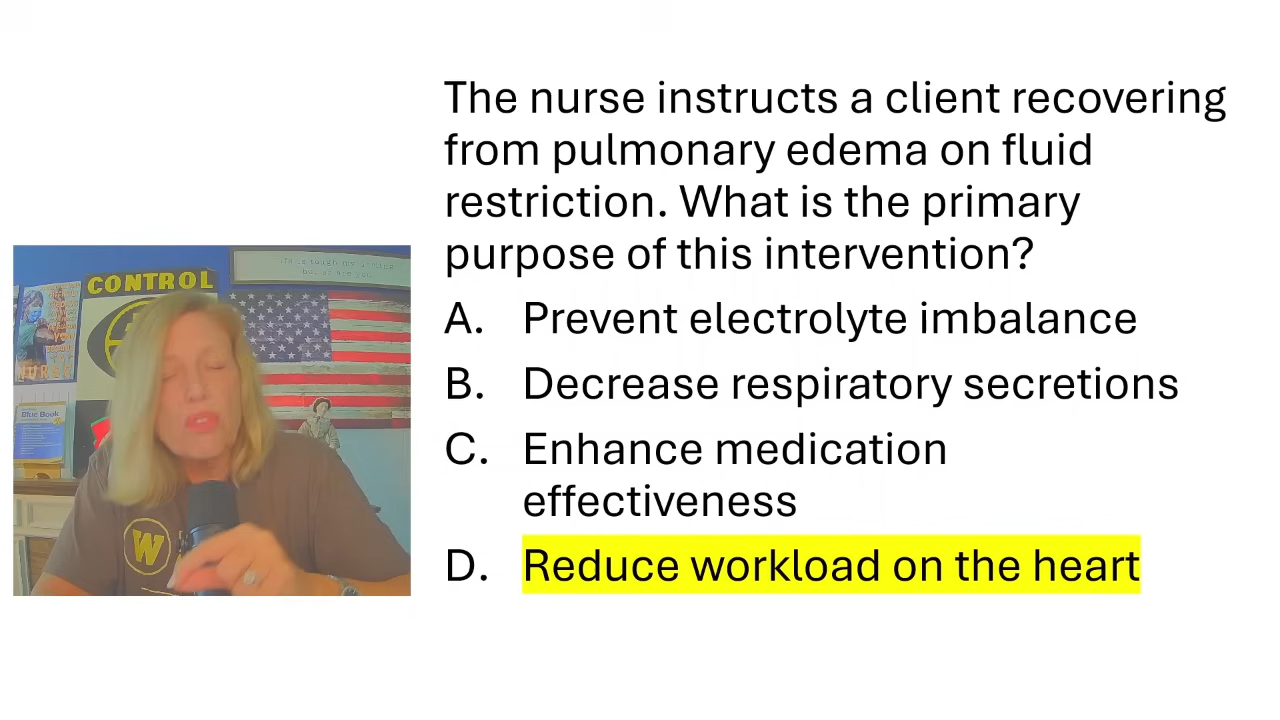 The nurse instructs a client recovering
from pulmonary edema on fluid
restriction. What is the primary
purpose of this intervention?
A. Prevent electrolyte imbalance
B. Decrease respiratory secretions
C. Enhance medication
effectiveness
D. Reduce workload on the heart
CONTROL
NURSE
Blue Book
W